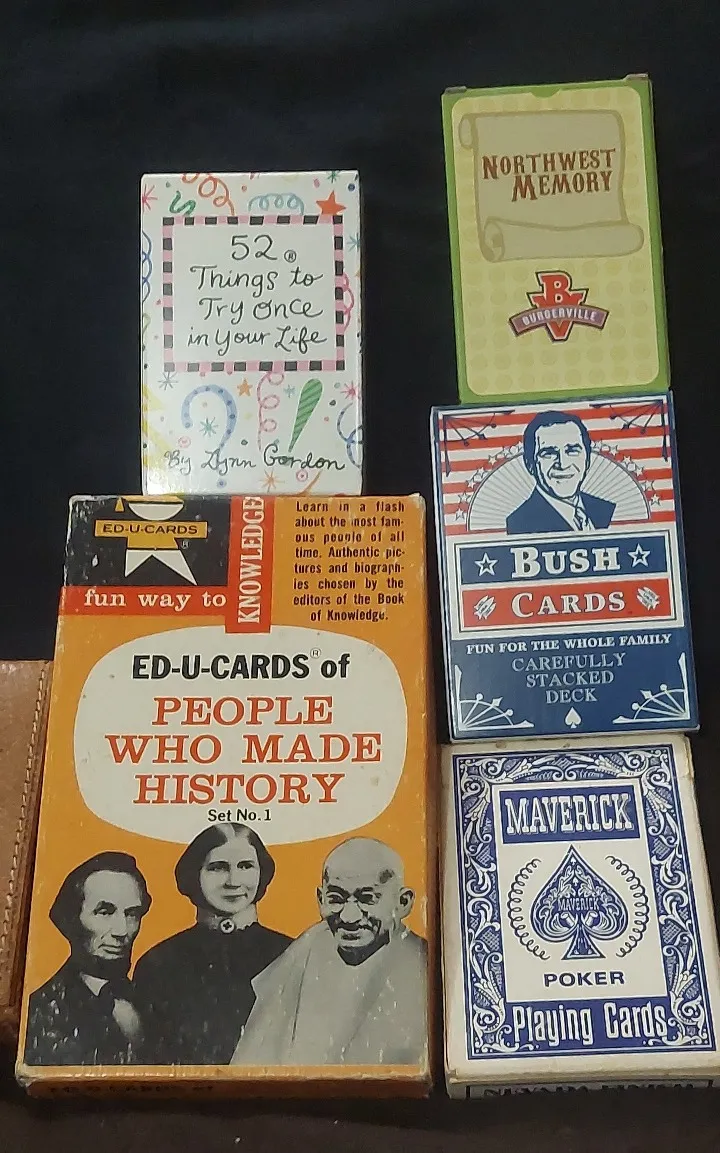 NORTHWEST
MEMORY
B
BURGERVILLE
52®
Things to
Try Once
in Your Life
By Lynn Gordon
BUSH
CARDS
FUN FOR THE WHOLE FAMILY
CAREFULLY
STACKED
DECK
ED-U-CARDS
®
fun way to
KNOWLEDGE
Learn in a flash
about the most fam-
ous people of all
time. Authentic pic-
tures and biograph-
ies chosen by the
editors of the Book
of Knowledge.
ED-U-CARDS® of
PEOPLE
WHO MADE
HISTORY
Set No. 1
MAVERICK
MAVERICK
POKER
Playing Cards